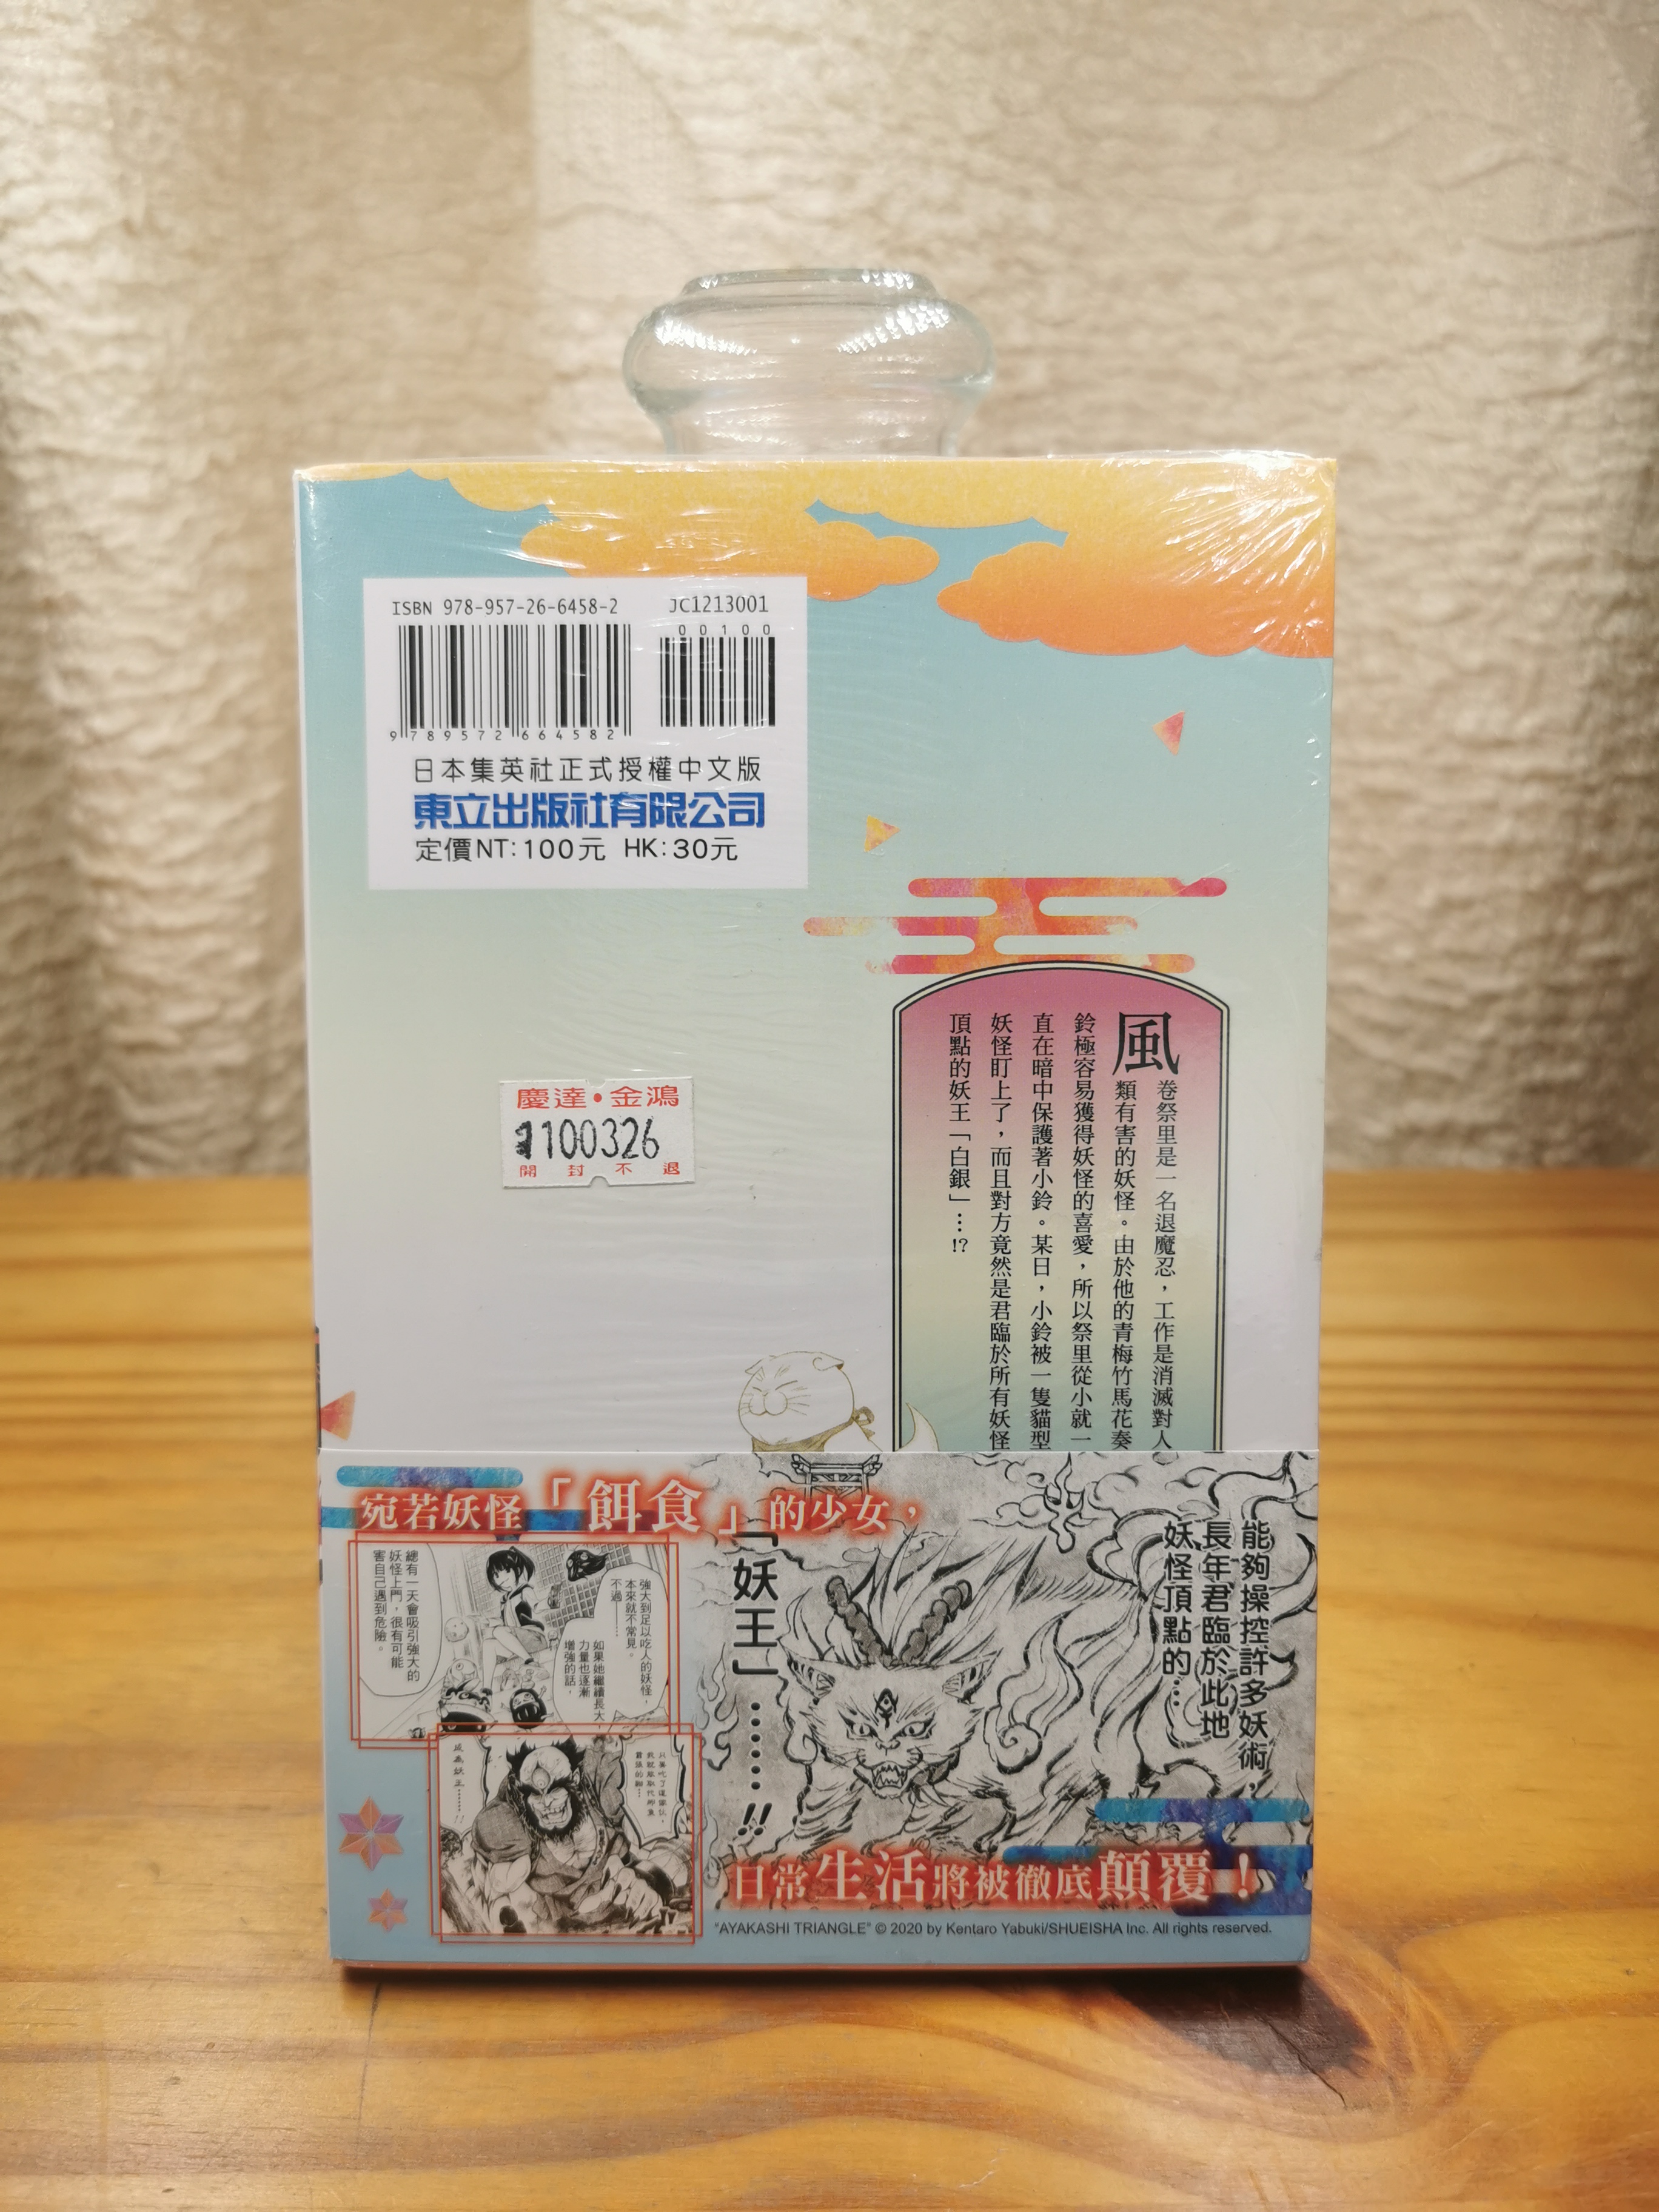 ISBN 978-957-26-6458-2
JC1213001
00100
9 789572 664582
日本集英社正式授權中文版
東立出版社有限公司
定價NT:100元 HK:30元
慶達•金鴻
1100326
開封不退
風卷祭里是一名退魔忍，工作是消滅對人
類有害的妖怪。由於他的青梅竹馬花奏
鈴極容易獲得妖怪的喜愛，所以祭里從小就一
直在暗中保護著小鈴。某日，小鈴被一隻貓型
妖怪盯上了，而且對方竟然是君臨於所有妖怪
頂點的妖王「白銀」…!?
宛若妖怪「餌食」的少女，
強大到足以吃人的妖怪，
本來就不常見。
不過……
如果她繼續長大，
力量也逐漸
增強的話，
總有一天會吸引強大的
妖怪上門，很有可能
害自己遇到危險。
能夠操控許多妖術，
長年君臨於此地
妖怪頂點的…
「妖王」……!!
日常生活將被徹底顛覆！
"AYAKASHI TRIANGLE" © 2020 by Kentaro Yabuki/SHUEISHA Inc. All rights reserved.